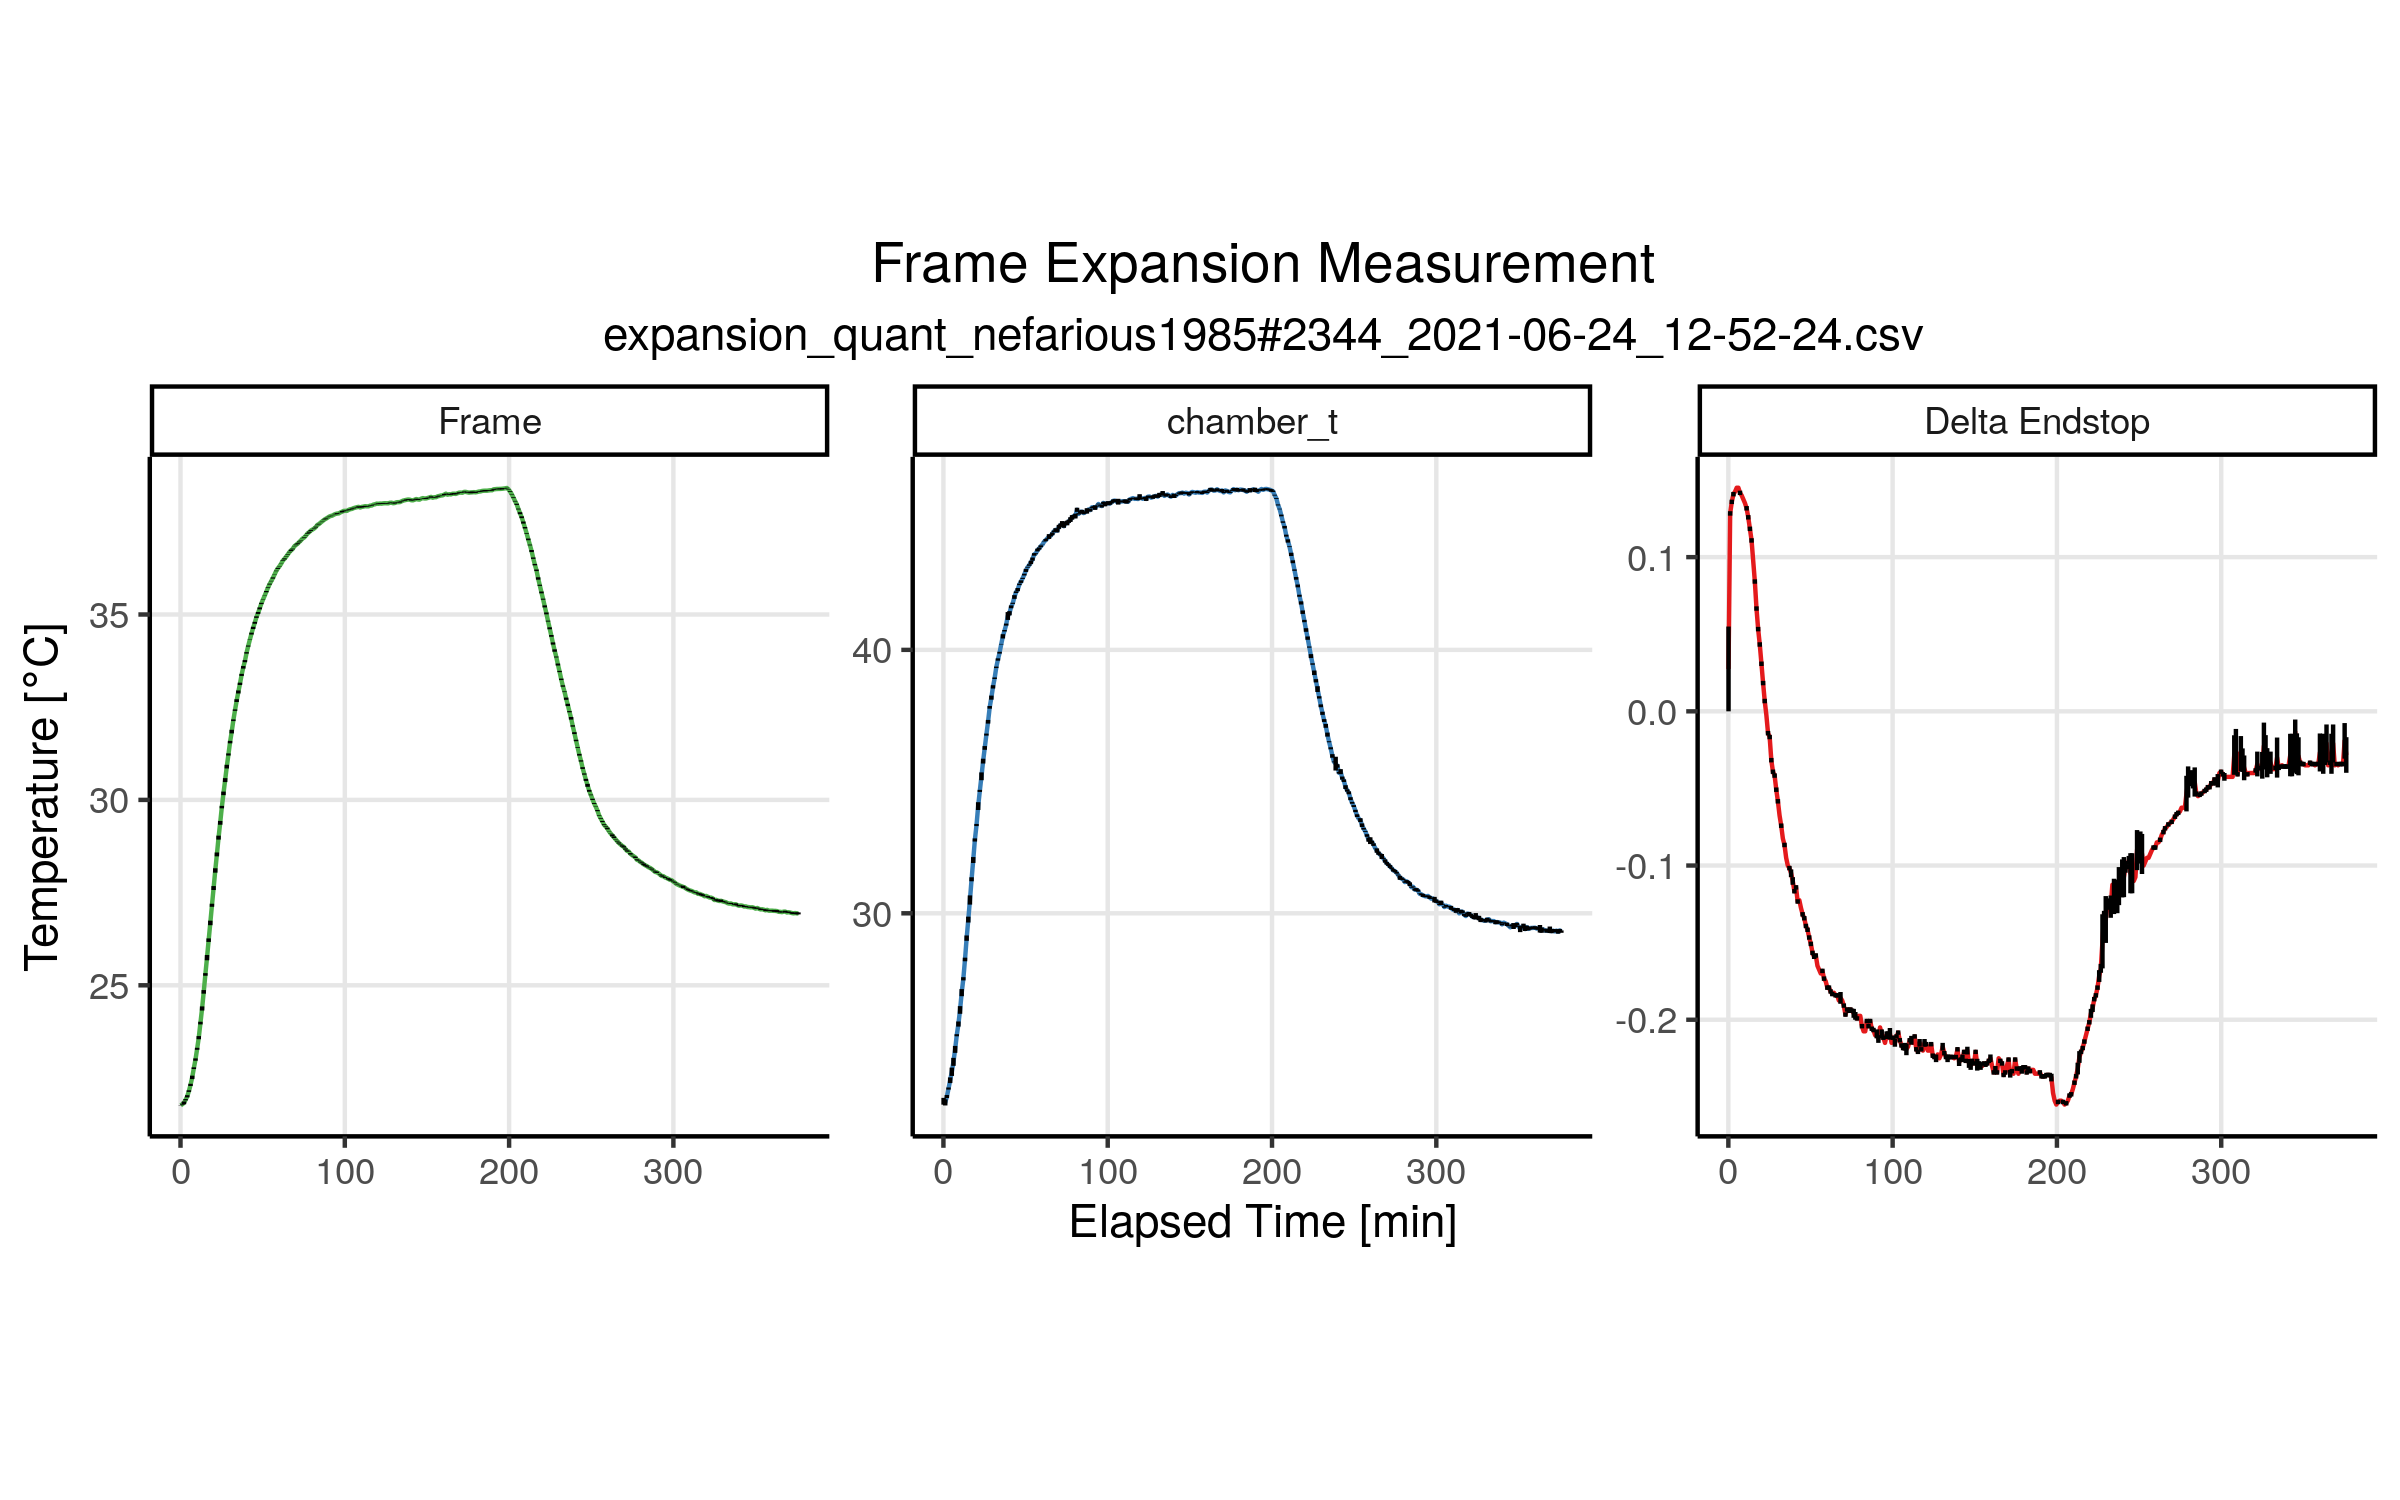 Frame Expansion Measurement
expansion_quant_nefarious1985#2344_2021-06-24_12-52-24.csv
Frame
chamber_t
Delta Endstop
Temperature [°C]
35
30
25
40
30
0.1
0.0
-0.1
-0.2
0 100 200 300
0 100 200 300
0 100 200 300
Elapsed Time [min]